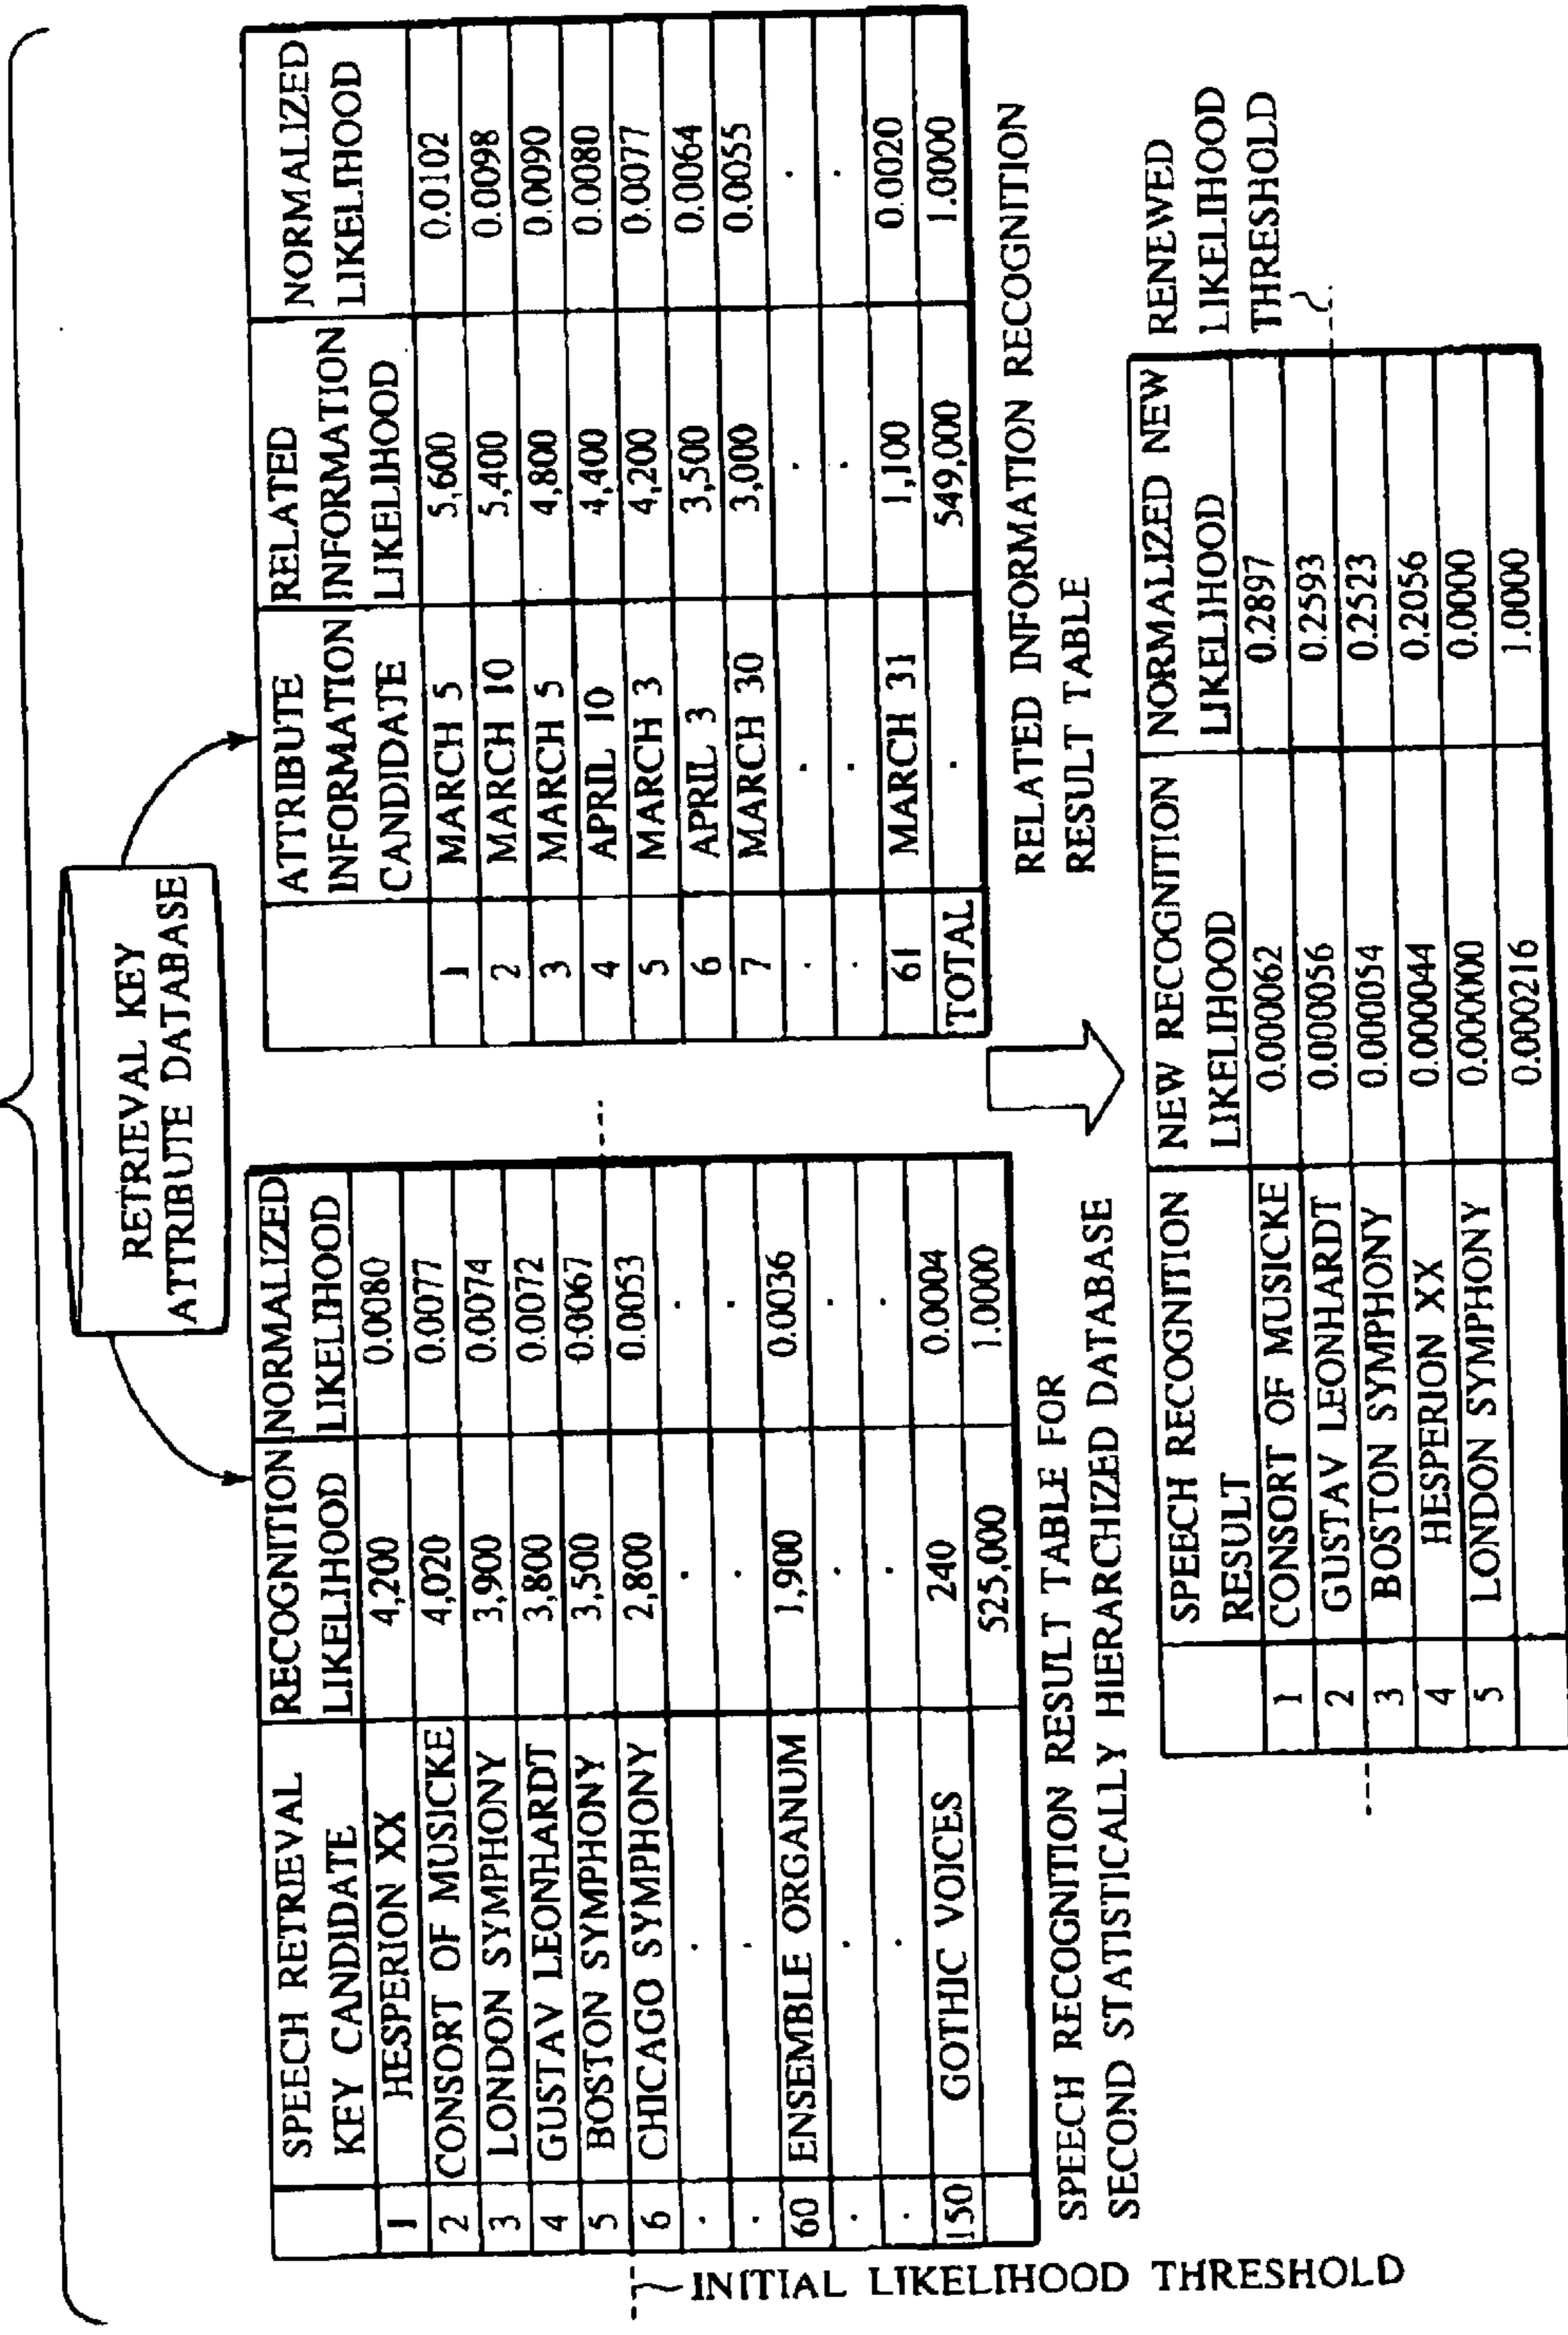 RETRIEVAL KEY
ATTRIBUTE DATABASE
SPEECH RETRIEVAL KEY CANDIDATE RECOGNITION LIKELIHOOD NORMALIZED LIKELIHOOD
1 HESPERION XX 4,200 0.0080
2 CONSORT OF MUSICKE 4,020 0.0077
3 LONDON SYMPHONY 3,900 0.0074
4 GUSTAV LEONHARDT 3,800 0.0072
5 BOSTON SYMPHONY 3,500 0.0067
6 CHICAGO SYMPHONY 2,800 0.0053
. . . .
. . . .
60 ENSEMBLE ORGANUM 1,900 0.0036
. . . .
. . . .
150 GOTHIC VOICES 240 0.0004
525,000 1.0000
INITIAL LIKELIHOOD THRESHOLD
SPEECH RECOGNITION RESULT TABLE FOR
SECOND STATISTICALLY HIERARCHIZED DATABASE
ATTRIBUTE INFORMATION CANDIDATE RELATED INFORMATION LIKELIHOOD NORMALIZED LIKELIHOOD
1 MARCH 5 5,600 0.0102
2 MARCH 10 5,400 0.0098
3 MARCH 5 4,800 0.0090
4 APRIL 10 4,400 0.0080
5 MARCH 3 4,200 0.0077
6 APRIL 3 3,500 0.0064
7 MARCH 30 3,000 0.0055
. . . .
. . . .
61 MARCH 31 1,100 0.0020
TOTAL . 549,000 1.0000
RELATED INFORMATION RECOGNITION
RESULT TABLE
SPEECH RECOGNITION RESULT NEW RECOGNITION LIKELIHOOD NORMALIZED NEW LIKELIHOOD
1 CONSORT OF MUSICKE 0.000062 0.2897
2 GUSTAV LEONHARDT 0.000056 0.2593
3 BOSTON SYMPHONY 0.000054 0.2523
4 HESPERION XX 0.000044 0.2056
5 LONDON SYMPHONY 0.000000 0.0000
0.000216 1.0000
RENEWED
LIKELIHOOD
THRESHOLD